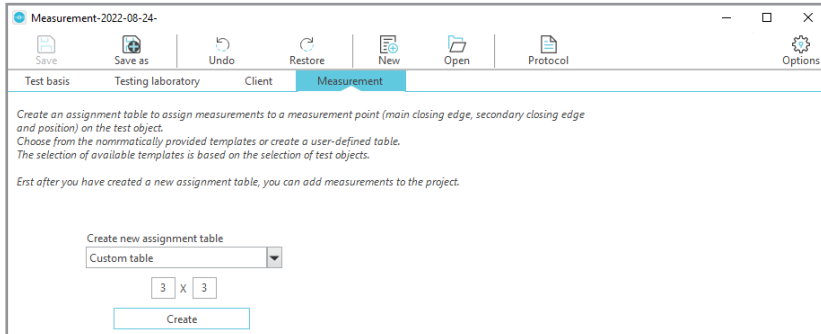 Measurement-2022-08-24-
Save Save as Undo Restore New Open Protocol Options
Test basis Testing laboratory Client Measurement
Create an assignment table to assign measurements to a measurement point (main closing edge, secondary closing edge
and position) on the test object.
Choose from the nomrmatically provided templates or create a user-defined table.
The selection of available templates is based on the selection of test objects.
Erst after you have created a new assignment table, you can add measurements to the project.
Create new assignment table
Custom table
3 X 3
Create